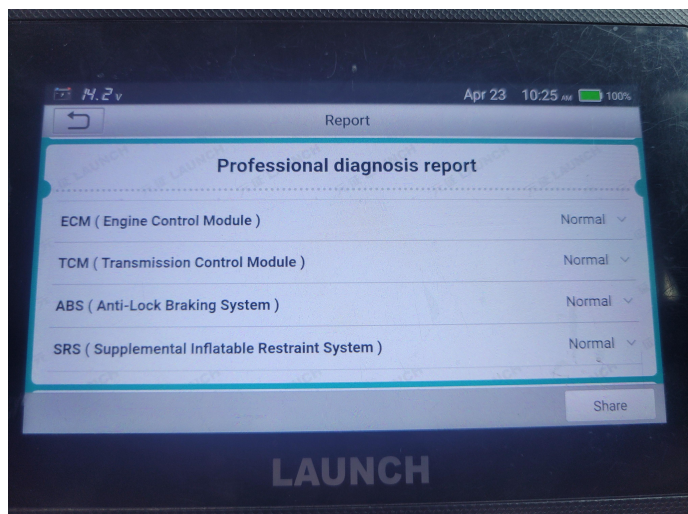 14.2 v
Apr 23 10:25 AM 100%
Report
Professional diagnosis report
ECM ( Engine Control Module ) Normal
TCM ( Transmission Control Module ) Normal
ABS ( Anti-Lock Braking System ) Normal
SRS ( Supplemental Inflatable Restraint System ) Normal
Share
LAUNCH